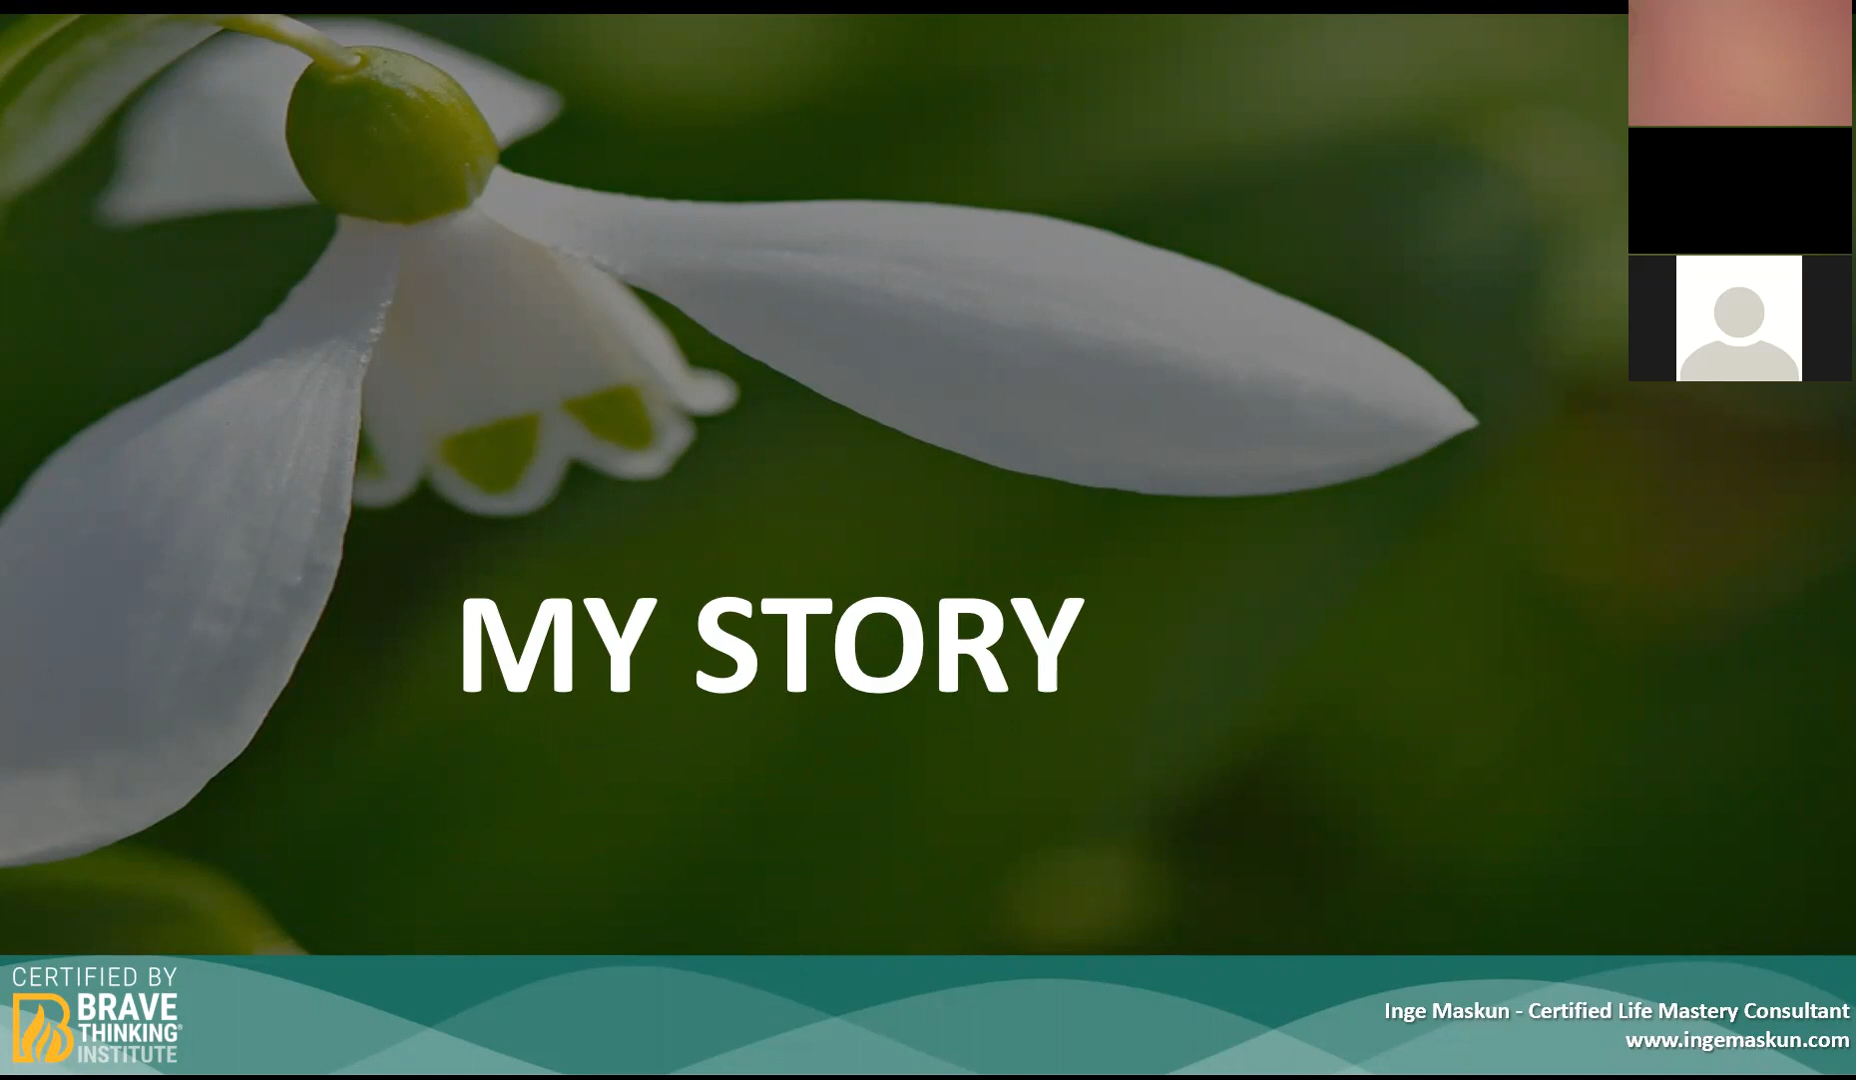 MY STORY
CERTIFIED BY
BRAVE
THINKING®
INSTITUTE
Inge Maskun - Certified Life Mastery Consultant
www.ingemaskun.com